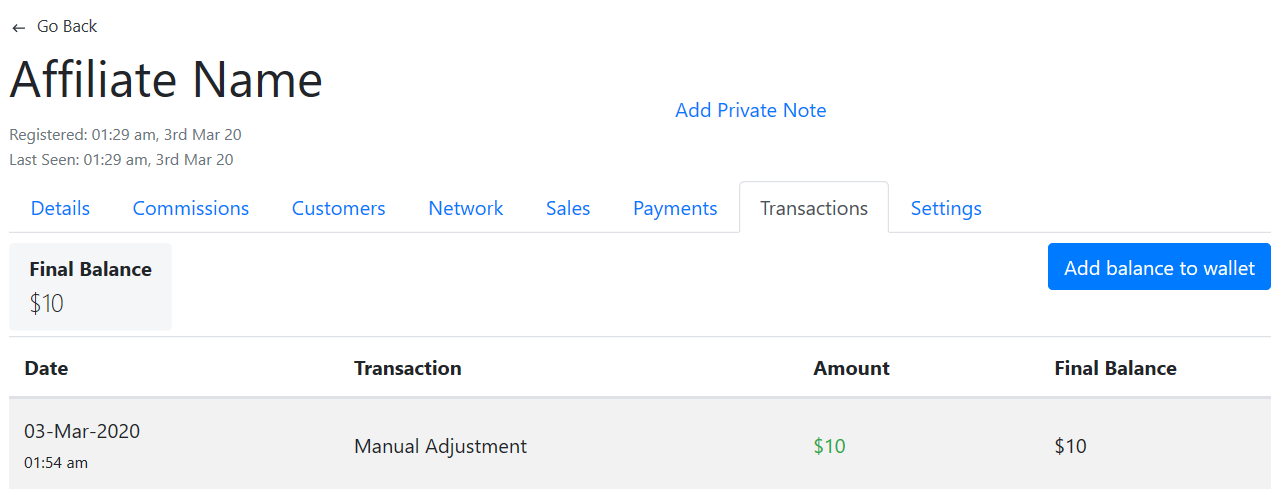 ← Go Back
Affiliate Name
Add Private Note
Registered: 01:29 am, 3rd Mar 20
Last Seen: 01:29 am, 3rd Mar 20
Details Commissions Customers Network Sales Payments Transactions Settings
Final Balance
$10
Add balance to wallet
Date Transaction Amount Final Balance
03-Mar-2020
01:54 am
Manual Adjustment $10 $10